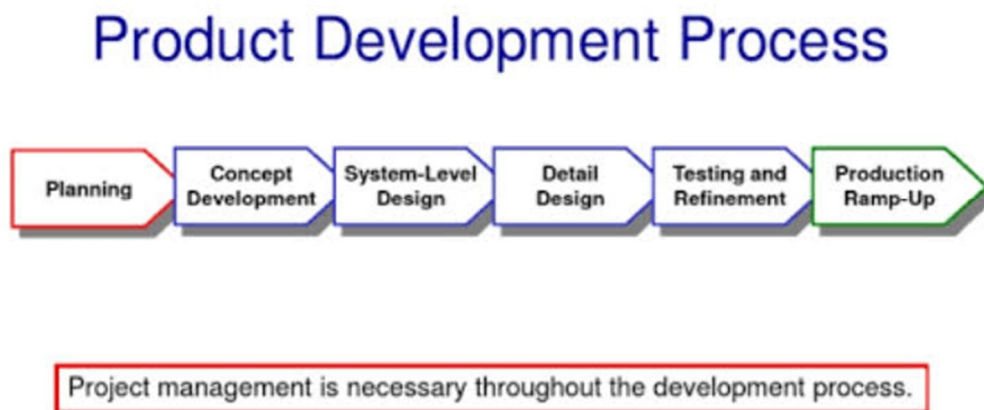 Product Development Process
Planning
Concept
Development
System-Level
Design
Detail
Design
Testing and
Refinement
Production
Ramp-Up
Project management is necessary throughout the development process.